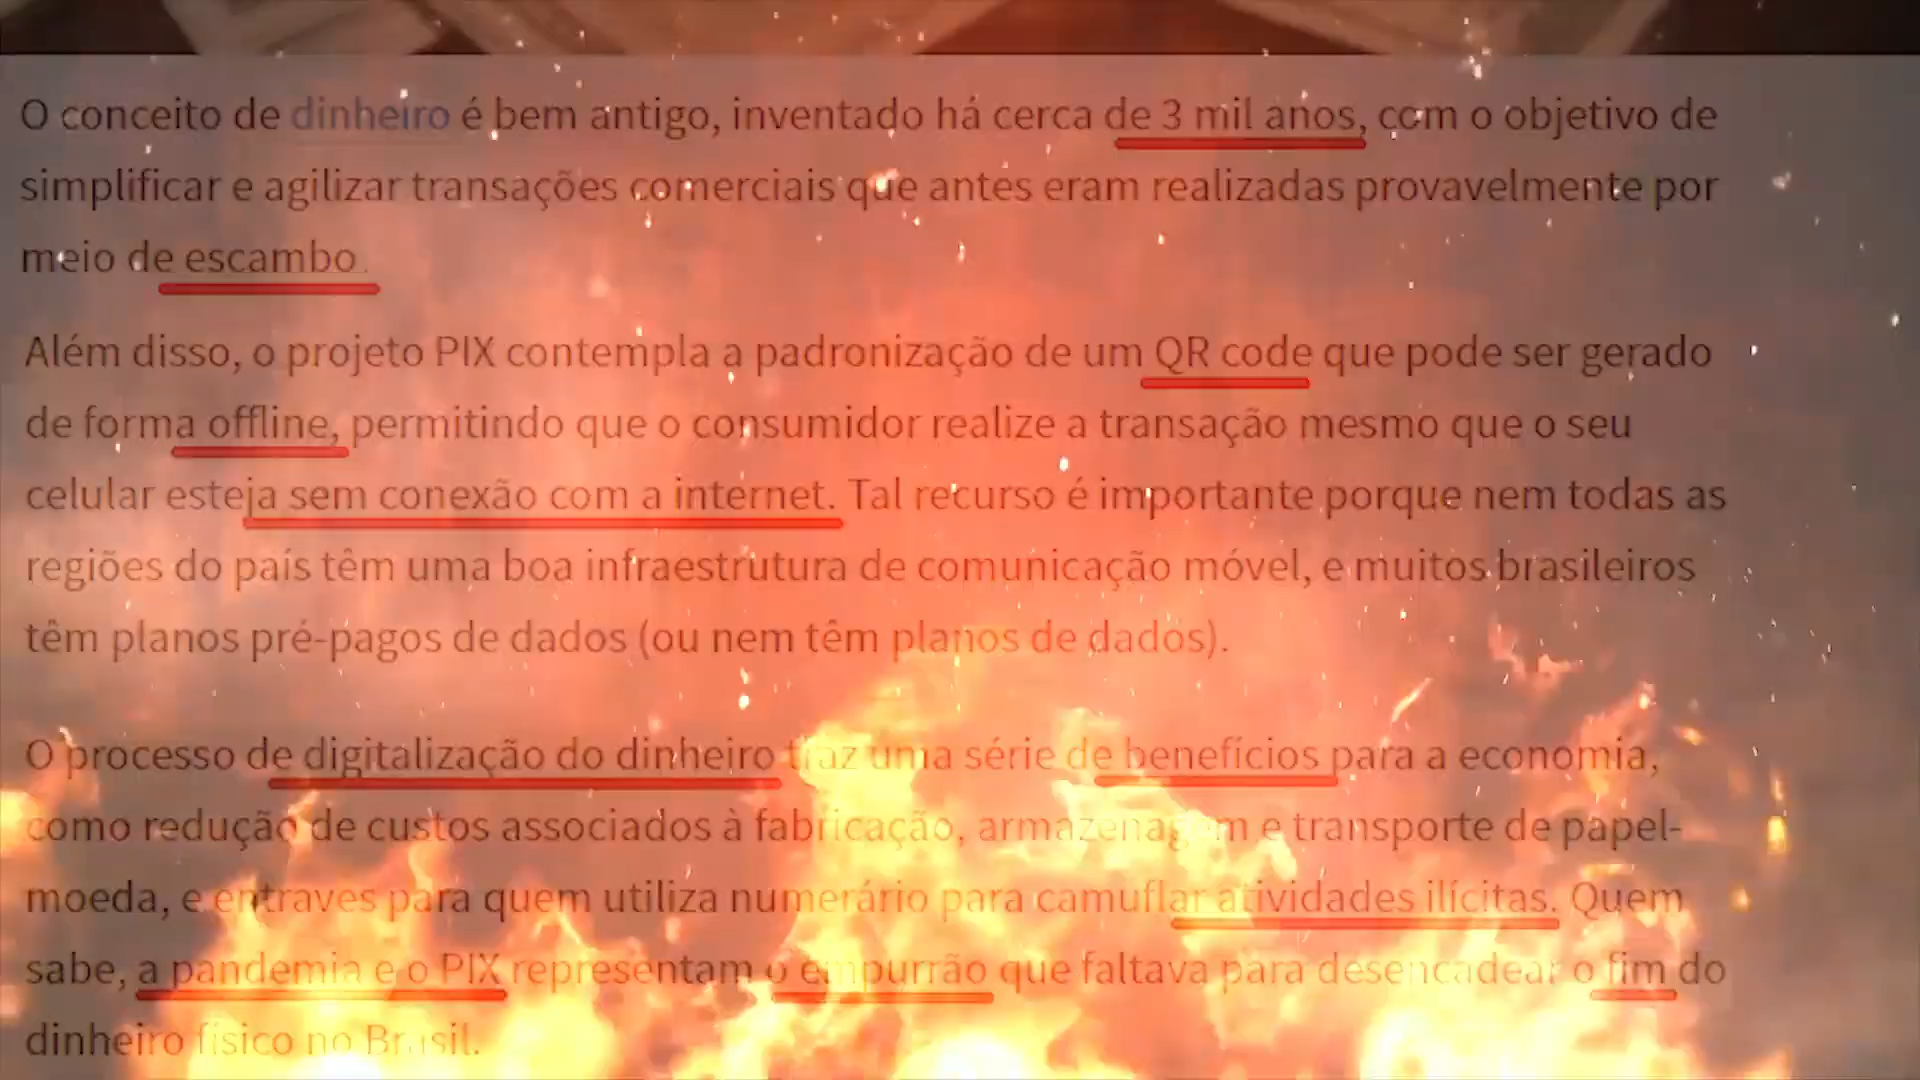 O conceito de dinheiro é bem antigo, inventado há cerca de 3 mil anos, com o objetivo de
simplificar e agilizar transações comerciais que antes eram realizadas provavelmente por
meio de escambo.
Além disso, o projeto PIX contempla a padronização de um QR code que pode ser gerado
de forma offline, permitindo que o consumidor realize a transação mesmo que o seu
celular esteja sem conexão com a internet. Tal recurso é importante porque nem todas as
regiões do país têm uma boa infraestrutura de comunicação móvel, e muitos brasileiros
têm planos pré-pagos de dados (ou nem têm planos de dados).
O processo de digitalização do dinheiro traz uma série de benefícios para a economia,
como redução de custos associados à fabricação, armazenagem e transporte de papel-
moeda, e entraves para quem utiliza numerário para camuflar atividades ilícitas. Quem
sabe, a pandemia e o PIX representam o empurrão que faltava para desencadear o fim do
dinheiro físico no Brasil.